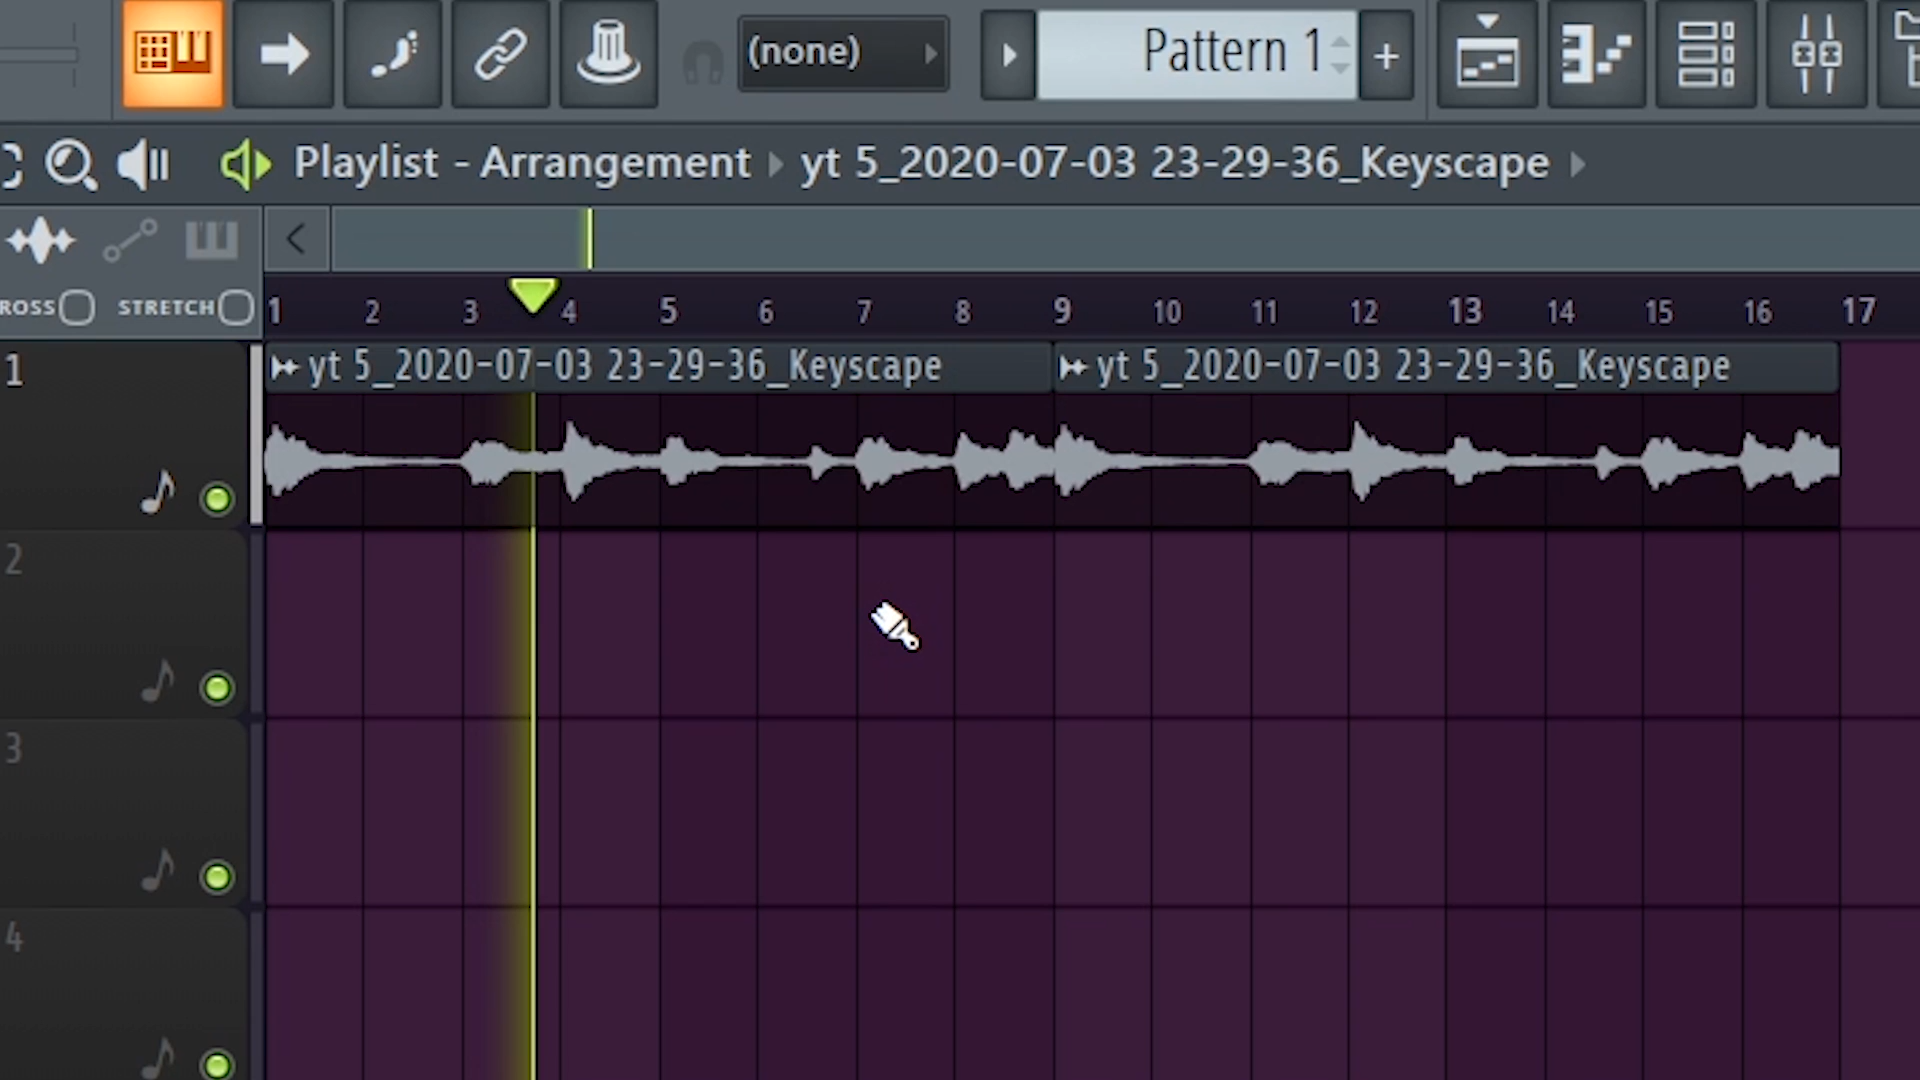 (none)
Pattern 1
+
Playlist - Arrangement
yt 5_2020-07-03 23-29-36_Keyscape
ROSS
STRETCH
1 2 3 4 5 6 7 8 9 10 11 12 13 14 15 16 17
1
yt 5_2020-07-03 23-29-36_Keyscape
yt 5_2020-07-03 23-29-36_Keyscape
2
3
4